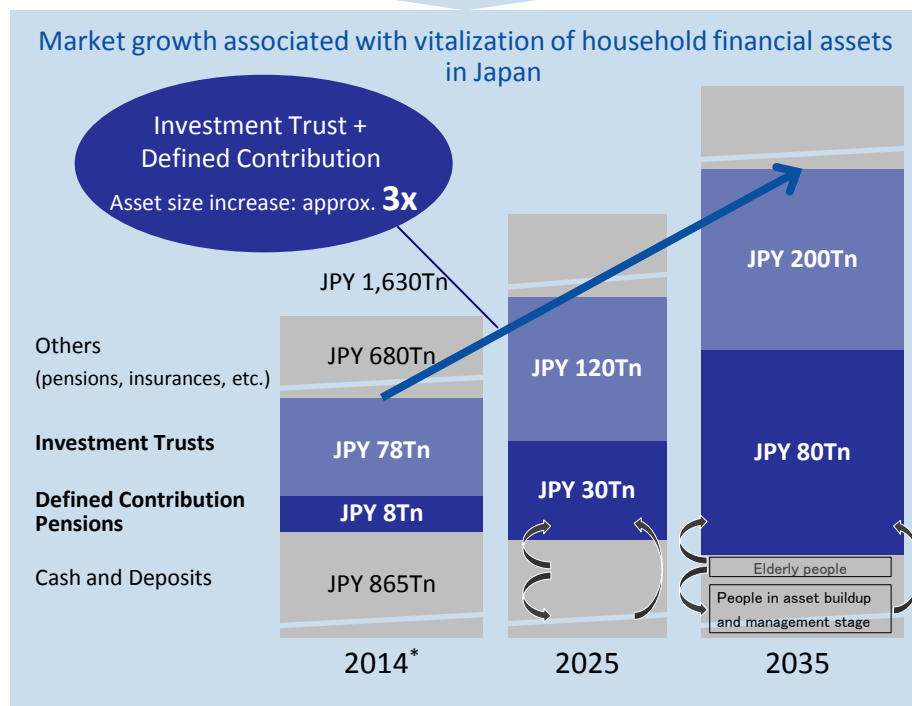 Market growth associated with vitalization of household financial assets
in Japan
Investment Trust +
Defined Contribution
Asset size increase: approx. 3x
JPY 1,630Tn
Others
(pensions, insurances, etc.)
JPY 680Tn
Investment Trusts
JPY 78Tn
JPY 120Tn
JPY 200Tn
Defined Contribution
Pensions
JPY 8Tn
JPY 30Tn
JPY 80Tn
Cash and Deposits
JPY 865Tn
Elderly people
People in asset buildup
and management stage
2014*
2025
2035